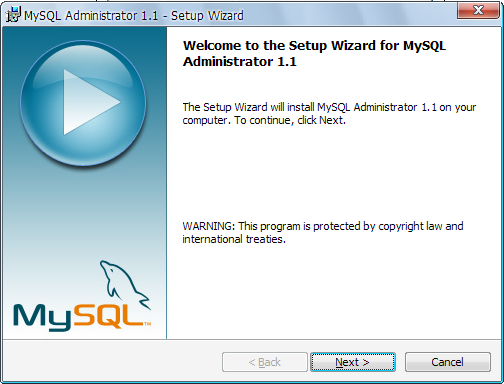 MySQL Administrator 1.1 - Setup Wizard
Welcome to the Setup Wizard for MySQL
Administrator 1.1
The Setup Wizard will install MySQL Administrator 1.1 on your
computer. To continue, click Next.
WARNING: This program is protected by copyright law and
international treaties.
MySQL™
< Back
Next >
Cancel